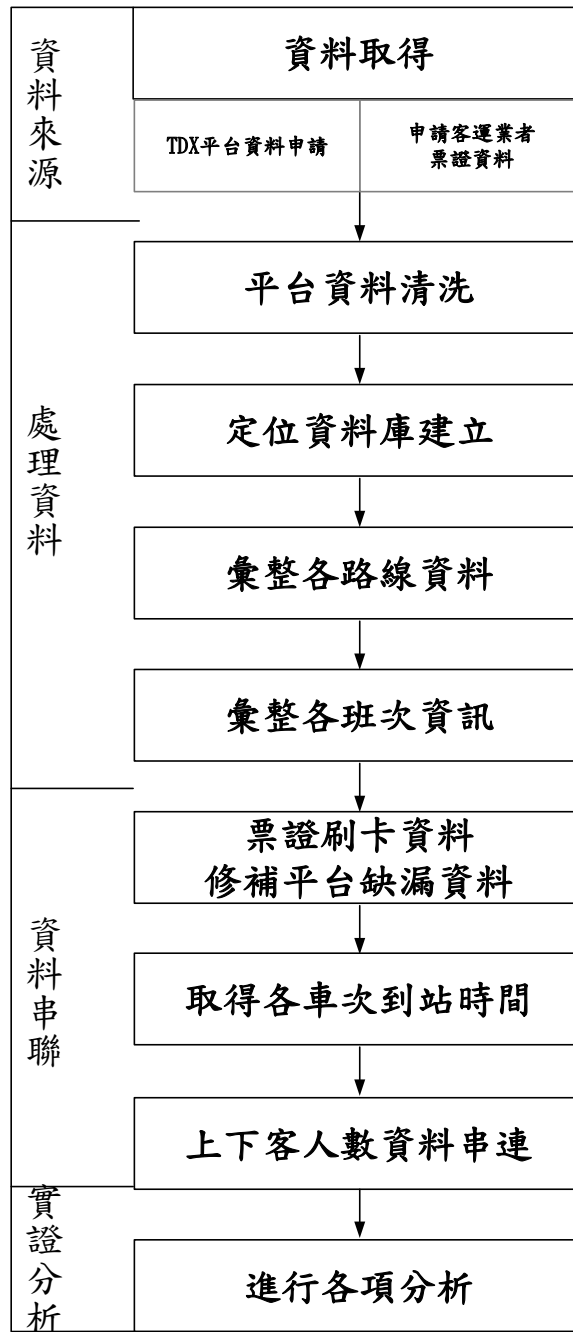 資料來源
資料取得
TDX平台資料申請
申請客運業者
票證資料
處理資料
平台資料清洗
定位資料庫建立
彙整各路線資料
彙整各班次資訊
資料串聯
票證刷卡資料
修補平台缺漏資料
取得各車次到站時間
上下客人數資料串連
實證分析
進行各項分析